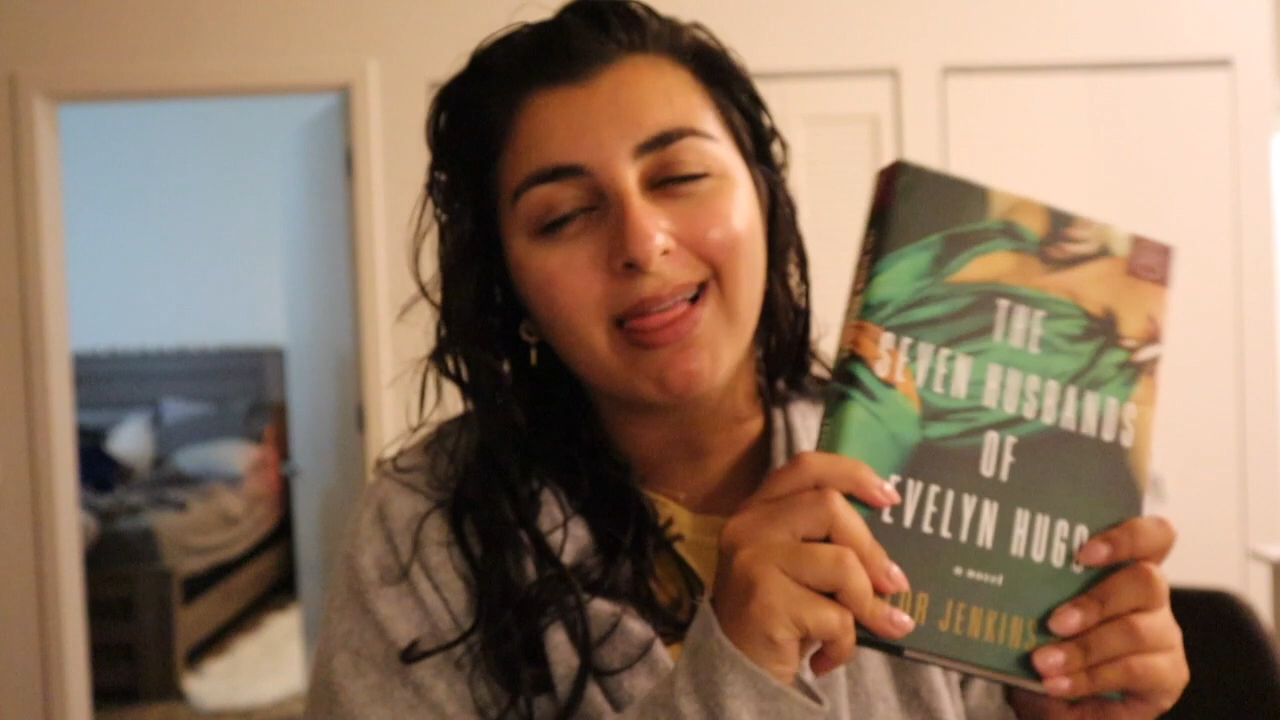 THE
SEVEN HUSBANDS
OF
EVELYN HUGO
a novel
JENKINS